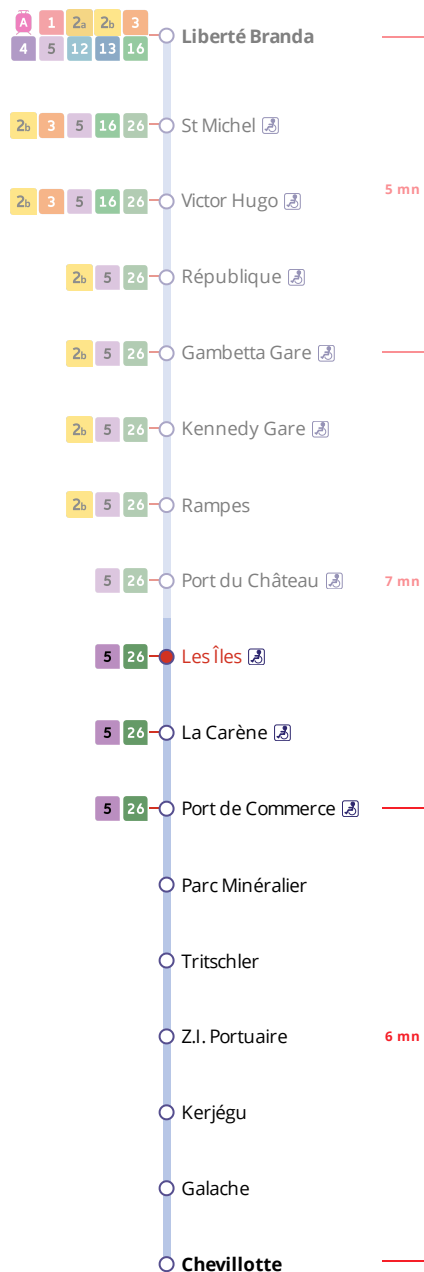 A 1 2a 2b 3
4 5 12 13 16
Liberté Branda
2b 3 5 16 26 St Michel
2b 3 5 16 26 Victor Hugo
5 mn
2b 5 26 République
2b 5 26 Gambetta Gare
2b 5 26 Kennedy Gare
2b 5 26 Rampes
5 26 Port du Château
7 mn
5 26 Les Îles
5 26 La Carène
5 26 Port de Commerce
Parc Minéralier
Tritschler
Z.I. Portuaire
6 mn
Kerjégu
Galache
Chevillotte